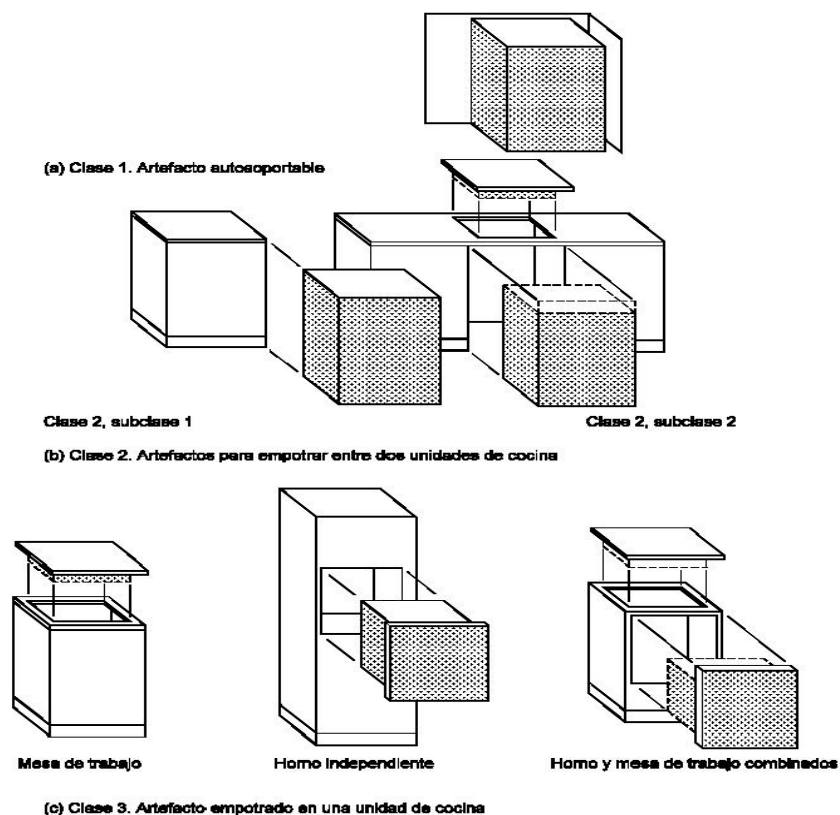 (a) Clase 1. Artefacto autosoportable
Clase 2, subclase 1
Clase 2, subclase 2
(b) Clase 2. Artefactos para empotrar entre dos unidades de cocina
Mesa de trabajo
Horno independiente
Horno y mesa de trabajo combinados
(c) Clase 3. Artefacto empotrado en una unidad de cocina